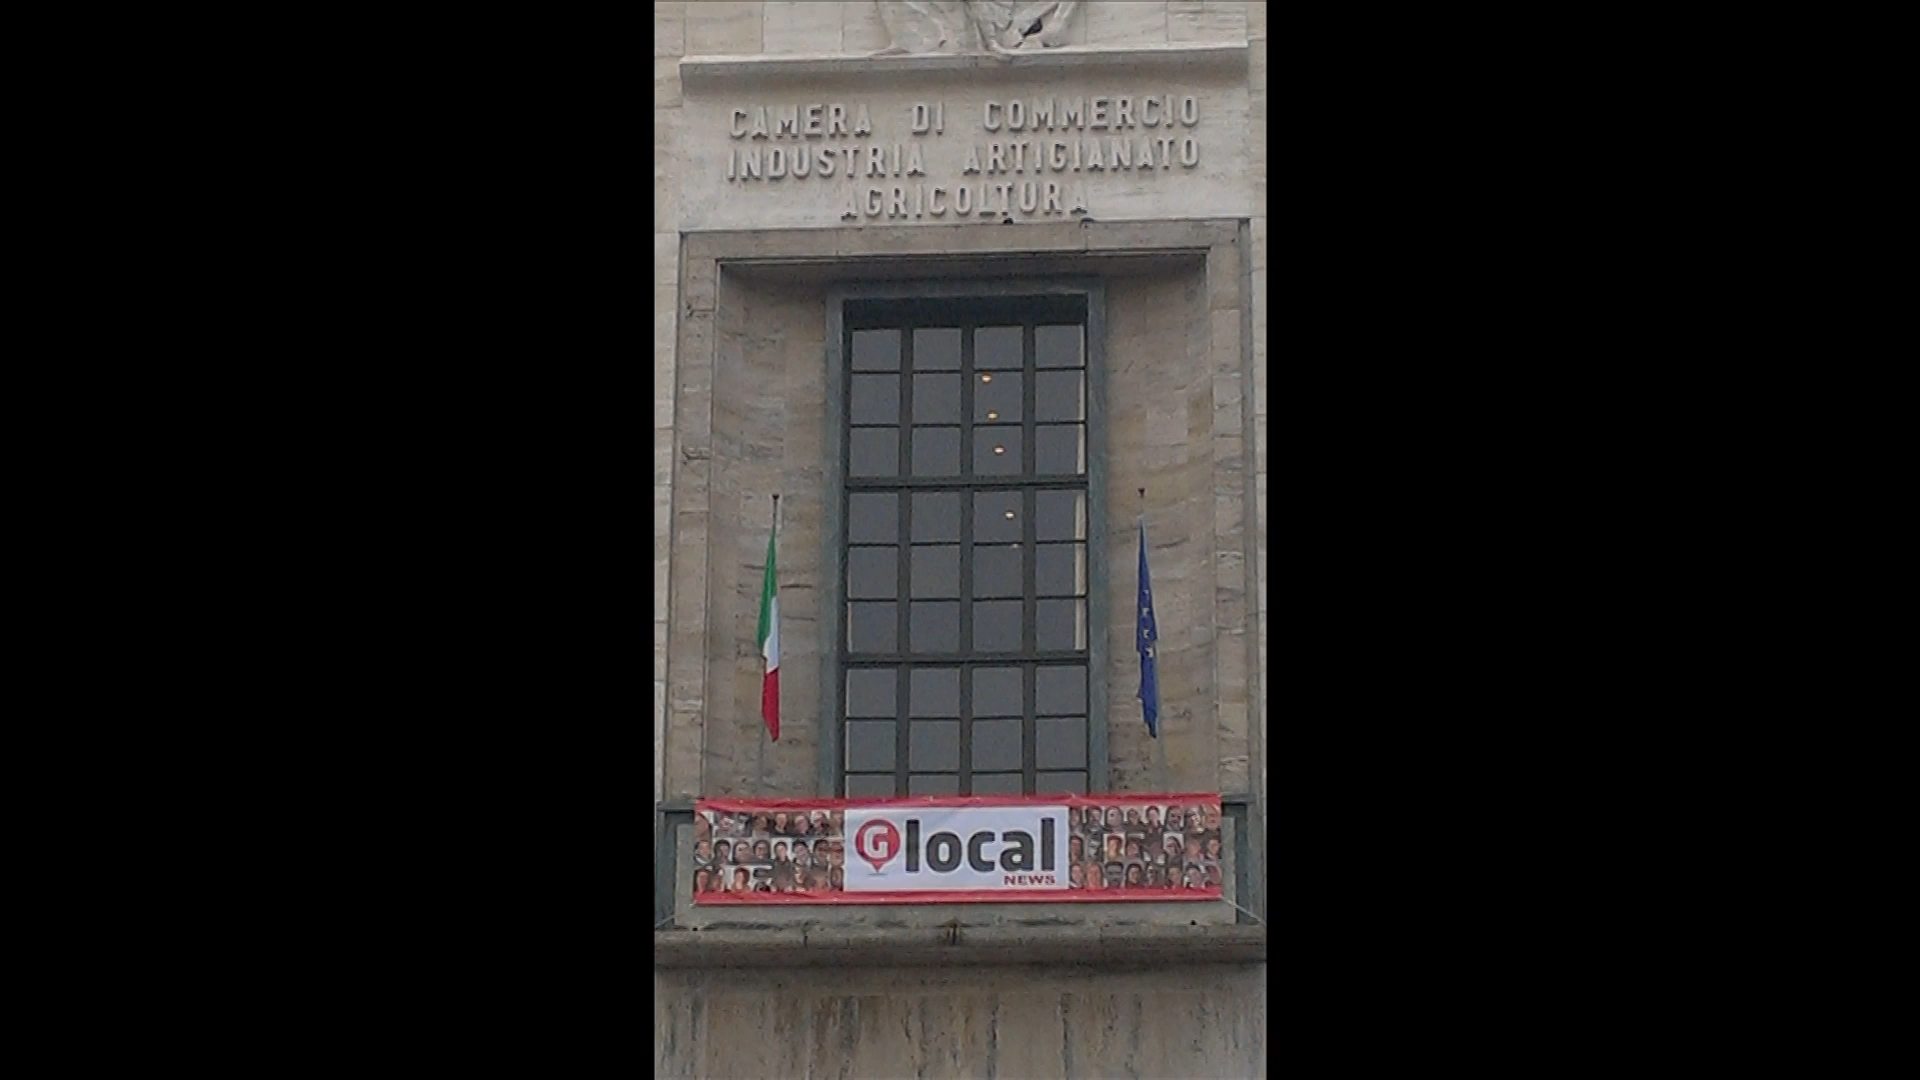 CAMERA DI COMMERCIO
INDUSTRIA ARTIGIANATO
AGRICOLTURA
Glocal
NEWS